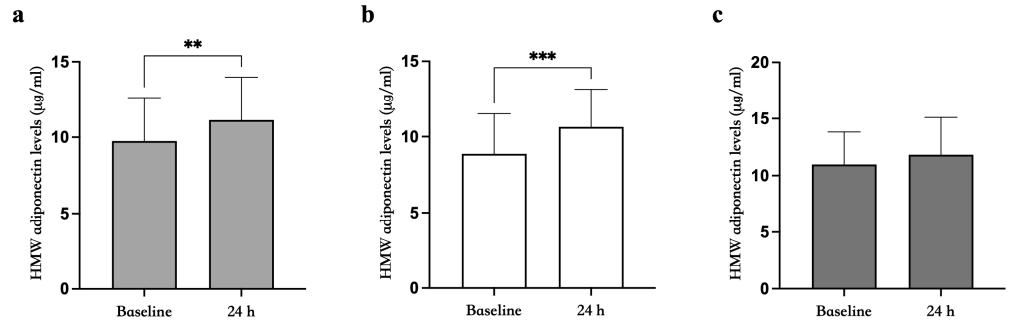 a
HMW adiponectin levels (μg/ml)
15
10
5
0
**
Baseline
24 h
b
HMW adiponectin levels (μg/ml)
15
10
5
0
***
Baseline
24 h
c
HMW adiponectin levels (μg/ml)
20
15
10
5
0
Baseline
24 h